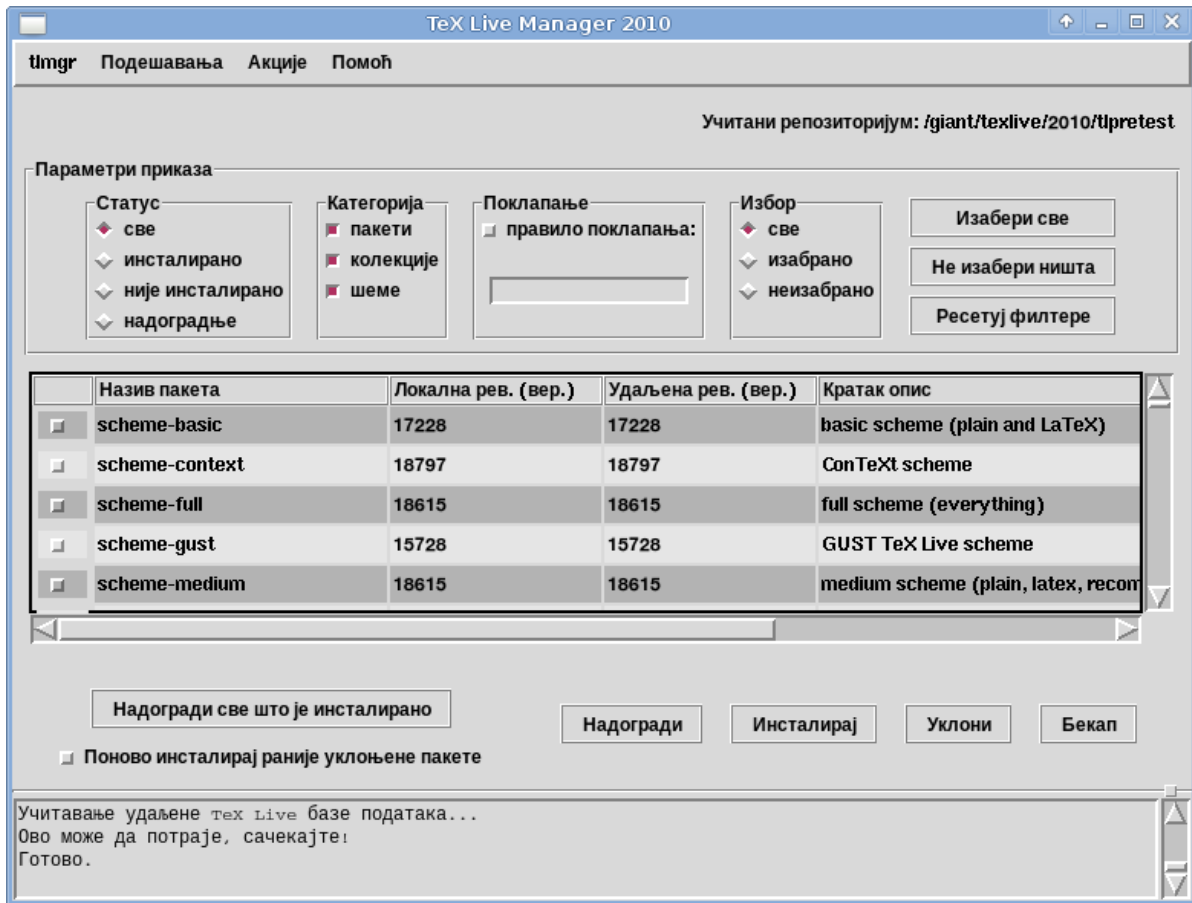 TeX Live Manager 2010
tlmgr Подешавања Акције Помоћ
Учитани репозиторијум: /giant/texlive/2010/tlpretest
Параметри приказа
Статус Категорија Поклапање Избор
све пакети правило поклапања: све Изабери све
инсталирано колекције изабрано Не изабери ништа
није инсталирано шеме неизабрано
надоградње Ресетуј филтере
Назив пакета Локална рев. (вер.) Удаљена рев. (вер.) Кратак опис
scheme-basic 17228 17228 basic scheme (plain and LaTeX)
scheme-context 18797 18797 ConTeXt scheme
scheme-full 18615 18615 full scheme (everything)
scheme-gust 15728 15728 GUST TeX Live scheme
scheme-medium 18615 18615 medium scheme (plain, latex, recom
Надогради све што је инсталирано Надогради Инсталирај Уклони Бекап
Поново инсталирај раније уклоњене пакете
Учитавање удаљене TeX Live базе података...
Ово може да потраје, сачекајте!
Готово.